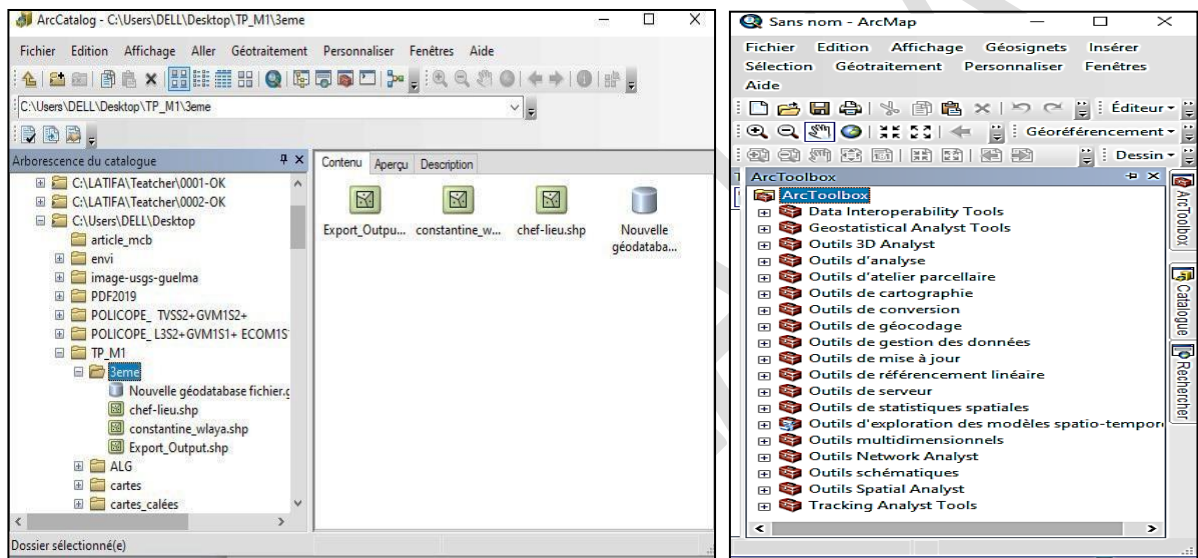 ArcCatalog - C:\Users\DELL\Desktop\TP_M1\3eme
Fichier Edition Affichage Aller Géotraitement Personnaliser Fenêtres Aide
C:\Users\DELL\Desktop\TP_M1\3eme
Arborescence du catalogue
C:\LATIFA\Teatcher\0001-OK
C:\LATIFA\Teatcher\0002-OK
C:\Users\DELL\Desktop
article_mcb
envi
image-usgs-guelma
PDF2019
POLICOPE_ TVSS2+GVM1S2+
POLICOPE_ L3S2+GVM1S1+ ECOM1S
TP_M1
3eme
Nouvelle géodatabase fichier.g
chef-lieu.shp
constantine_wlaya.shp
Export_Output.shp
ALG
cartes
cartes_calées
Contenu Aperçu Description
Export_Outpu... constantine_w... chef-lieu.shp Nouvelle
géodataba...
Dossier sélectionné(e)
Sans nom - ArcMap
Fichier Edition Affichage Géosignets Insérer
Sélection Géotraitement Personnaliser Fenêtres
Aide
Éditeur
Géoréférencement
Dessin
ArcToolbox
ArcToolbox
Data Interoperability Tools
Geostatistical Analyst Tools
Outils 3D Analyst
Outils d'analyse
Outils d'atelier parcellaire
Outils de cartographie
Outils de conversion
Outils de géocodage
Outils de gestion des données
Outils de mise à jour
Outils de référencement linéaire
Outils de serveur
Outils de statistiques spatiales
Outils d'exploration des modèles spatio-tempor
Outils multidimensionnels
Outils Network Analyst
Outils schématiques
Outils Spatial Analyst
Tracking Analyst Tools
ArcToolbox
Catalogue
Rechercher